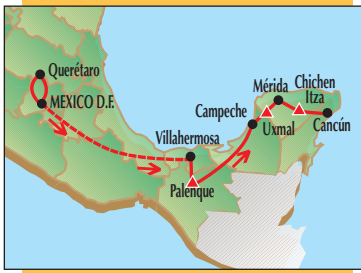 Querétaro
MEXICO D.F.
Villahermosa
Palenque
Campeche
Uxmal
Mérida
Chichen
Itza
Cancún